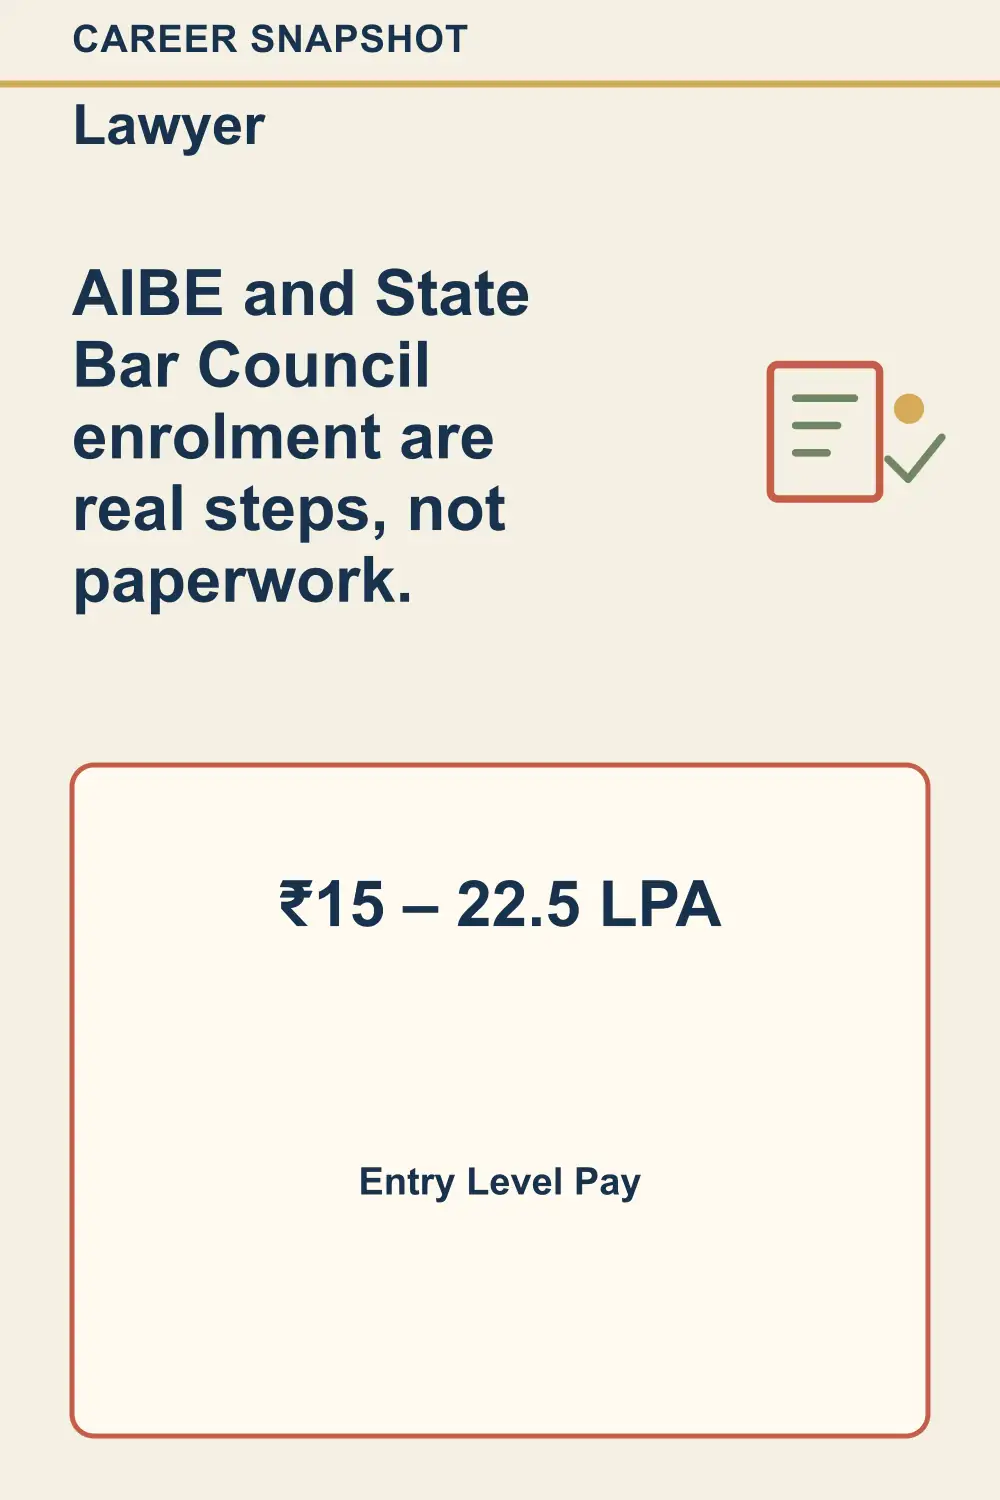 CAREER SNAPSHOT
Lawyer
AIBE and State
Bar Council
enrolment are
real steps, not
paperwork.
₹15 – 22.5 LPA
Entry Level Pay